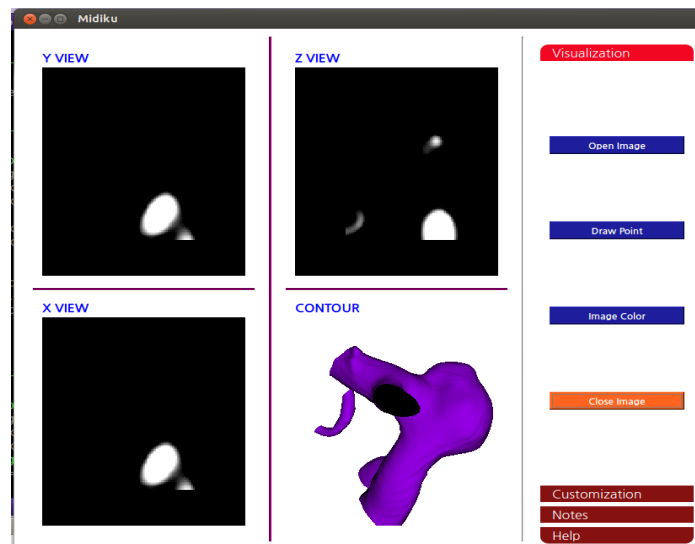 Midiku
Y VIEW
Z VIEW
X VIEW
CONTOUR
Visualization
Open Image
Draw Point
Image Color
Close Image
Customization
Notes
Help